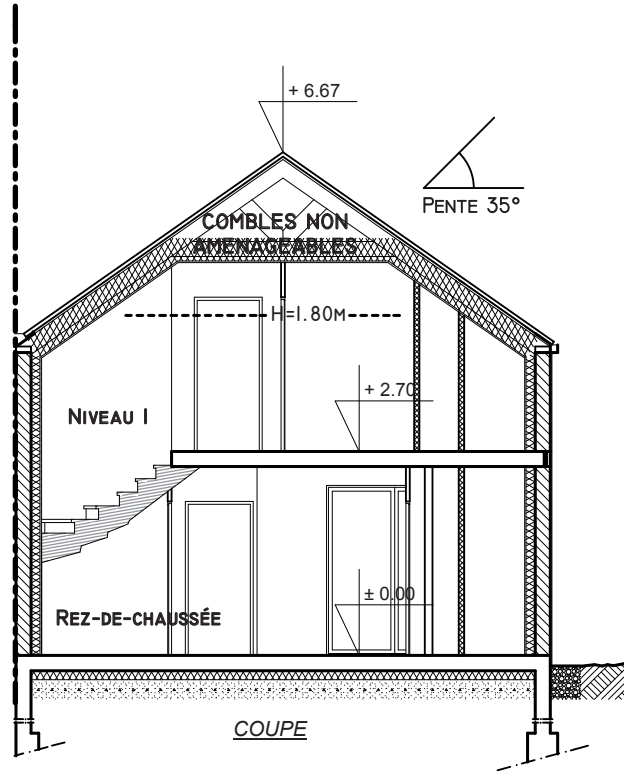 + 6.67
PENTE 35°
COMBLES NON
AMENAGEABLES
H=1.80M
+ 2.70
NIVEAU 1
± 0.00
REZ-DE-CHAUSSÉE
COUPE